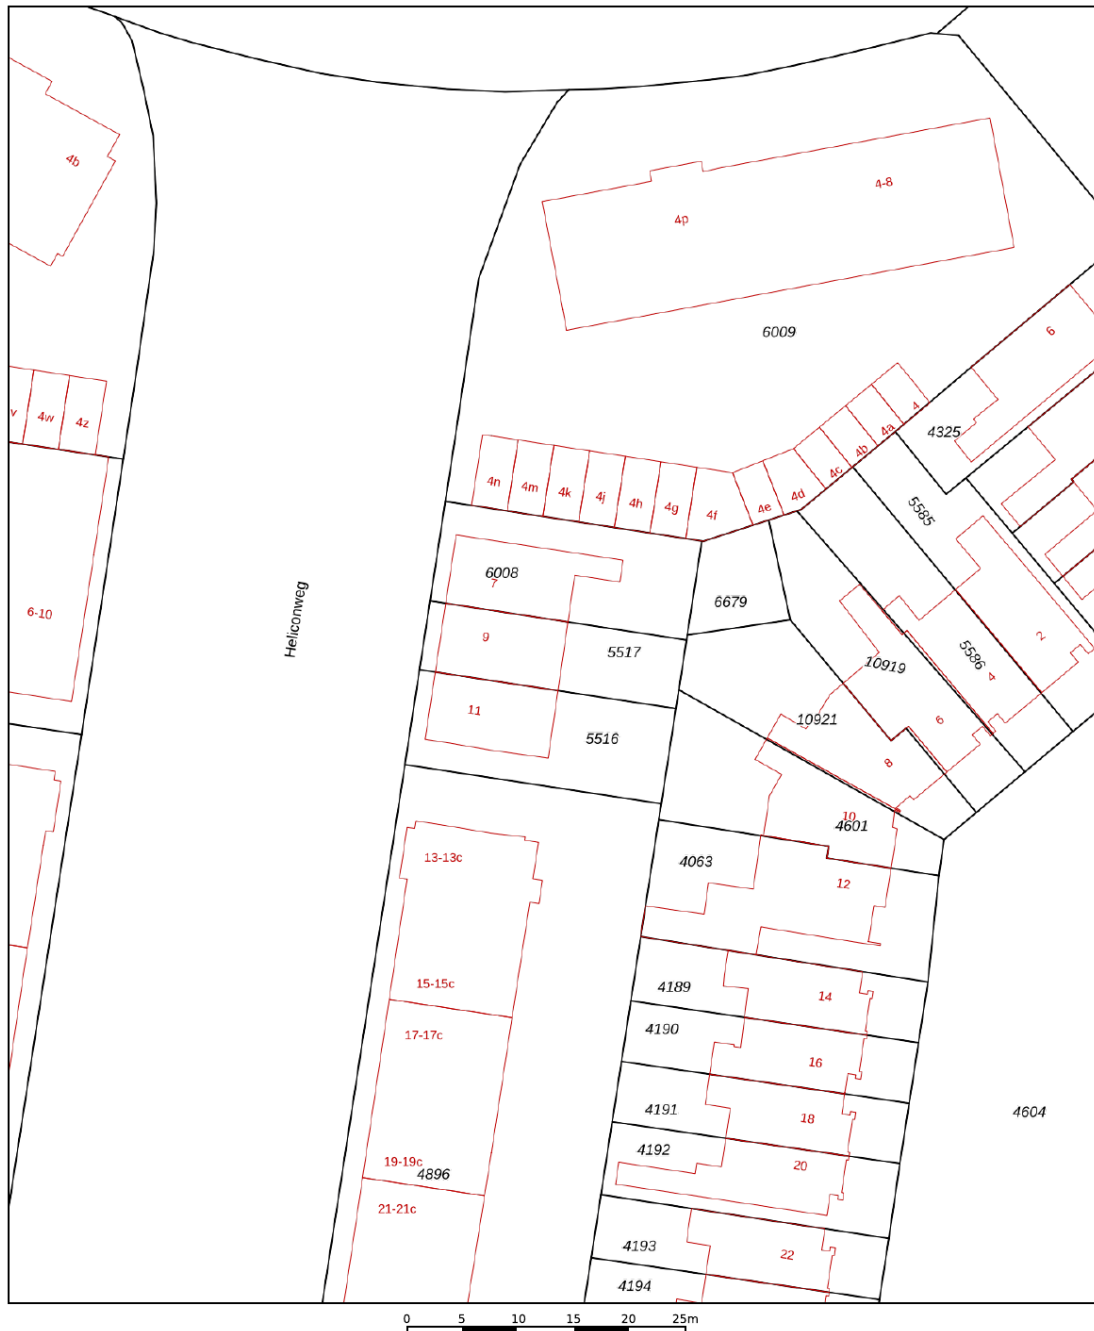 4b
4-8
4p
6009
6
4
4a
4b
4c
4d
4e
4f
4g
4h
4j
4k
4m
4n
v
4w
4z
4325
5585
6008
7
6679
9
5517
11
5516
6-10
Heliconweg
2
5586
4
10919
6
10921
8
10
4601
4063
12
13-13c
15-15c
17-17c
19-19c
4896
21-21c
4189
14
4190
16
4191
18
4192
20
4193
22
4194
4604
0 5 10 15 20 25m